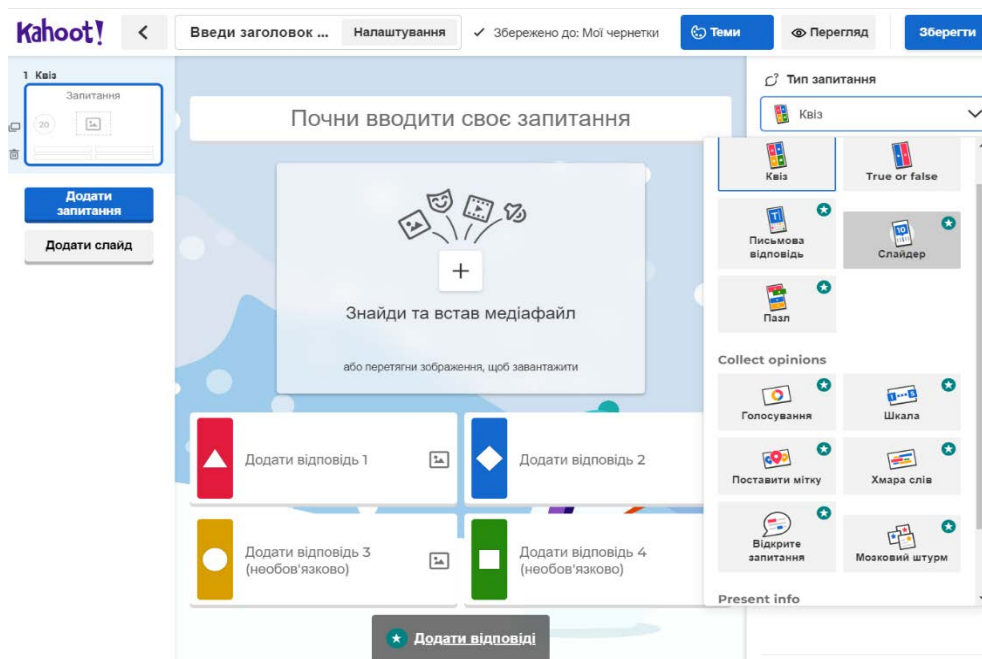 Kahoot!
Введи заголовок ...
Налаштування
Збережено до: Мої чернетки
Теми
Перегляд
Зберегти
1 Квіз
Запитання
20
Додати
запитання
Додати слайд
Почни вводити своє запитання
Знайди та встав медіафайл
або перетягни зображення, щоб завантажити
Додати відповідь 1
Додати відповідь 2
Додати відповідь 3
(необов'язково)
Додати відповідь 4
(необов'язково)
Додати відповіді
Тип запитання
Квіз
Квіз
True or false
Письмова
відповідь
Слайдер
Пазл
Collect opinions
Голосування
Шкала
Поставити мітку
Хмара слів
Відкрите
запитання
Мозковий штурм
Present info